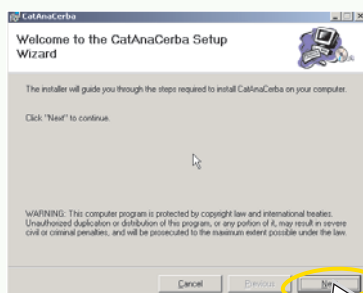 CatAnaCerba
Welcome to the CatAnaCerba Setup
Wizard
The installer will guide you through the steps required to install CatAnaCerba on your computer.
Click "Next" to continue.
WARNING: This computer program is protected by copyright law and international treaties.
Unauthorized duplication or distribution of this program, or any portion of it, may result in severe
civil or criminal penalties, and will be prosecuted to the maximum extent possible under the law.
Cancel Previous